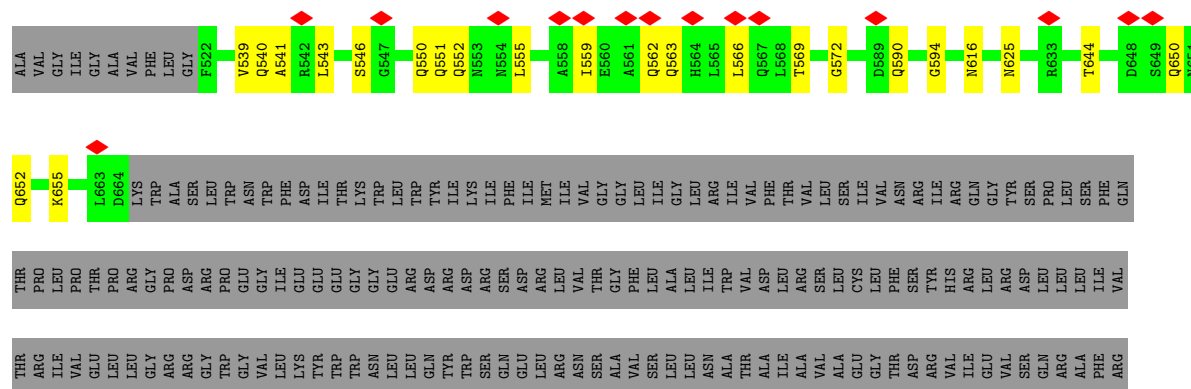 ALA VAL GLY ILE GLY ALA VAL PHE LEU GLY F522 V539 Q540 A541 R542 L543 S546 G547 Q550 Q551 Q552 N553 N554 L555 A558 I559 E560 A561 Q562 Q563 H564 L565 L566 Q567 L568 T569 G572 D589 Q590 G594 N616 N625 R633 T644 D648 S649 Q650
Q652 K655 L663 D664 LYS TRP ALA SER LEU TRP ASN TRP PHE ASP ILE THR LYS TRP LEU TRP TYR ILE LYS ILE PHE ILE MET ILE VAL GLY GLY LEU ILE GLY LEU ARG ILE ILE VAL PHE THR VAL LEU SER ILE VAL ASN ARG ILE ARG GLN GLY TYR SER PRO LEU SER PHE GLN
THR PRO LEU PRO THR PRO ARG GLY PRO ASP ARG PRO GLU GLY ILE GLU GLU GLU GLY GLY GLU ARG ASP ARG ASP ARG SER ASP ARG LEU VAL THR GLY PHE LEU ALA LEU ILE TRP VAL ASP LEU ARG SER LEU CYS LEU PHE SER TYR HIS ARG LEU ARG ASP LEU LEU LEU ILE VAL
THR ARG ILE VAL GLU LEU LEU GLY ARG ARG GLY TRP GLY VAL LEU LYS TYR TRP TRP ASN LEU LEU GLN TYR TRP SER GLN GLU LEU ARG ASN SER ALA VAL SER LEU LEU ASN ALA THR ALA ILE ALA VAL ALA GLU GLY THR ASP ARG VAL ILE GLU VAL SER GLN ARG ALA PHE ARG